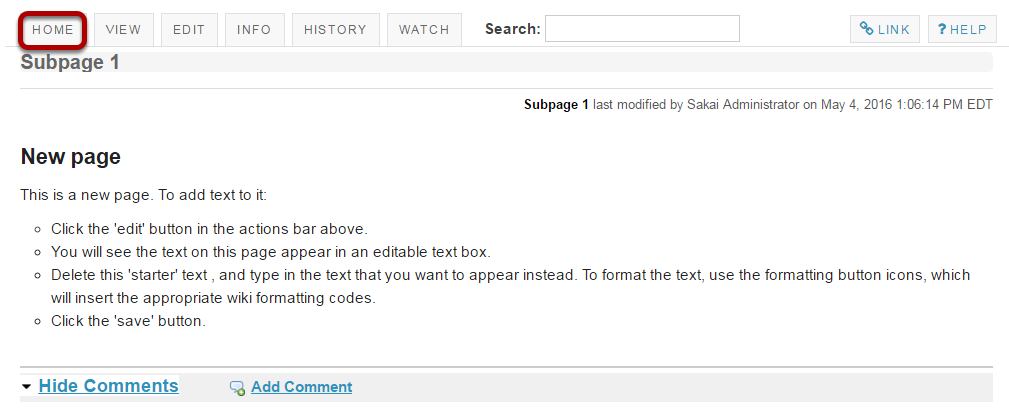 HOME VIEW EDIT INFO HISTORY WATCH Search: LINK ? HELP
Subpage 1
Subpage 1 last modified by Sakai Administrator on May 4, 2016 1:06:14 PM EDT
New page
This is a new page. To add text to it:
Click the 'edit' button in the actions bar above.
You will see the text on this page appear in an editable text box.
Delete this 'starter' text , and type in the text that you want to appear instead. To format the text, use the formatting button icons, which
will insert the appropriate wiki formatting codes.
Click the 'save' button.
Hide Comments Add Comment